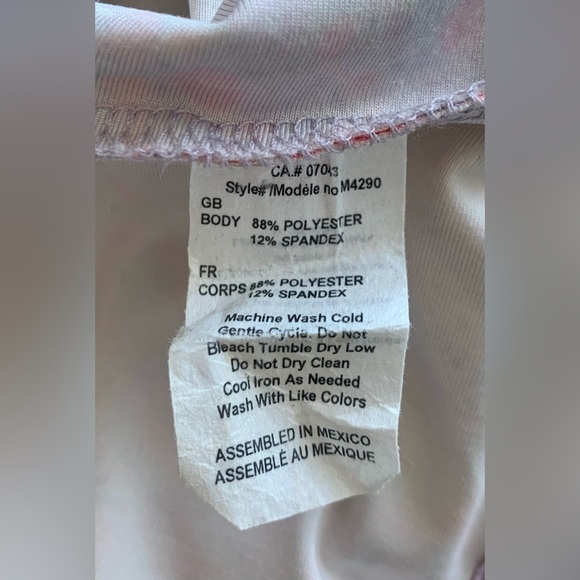 CA.# 07043
Style# /Modéle no M4290
GB
BODY 88% POLYESTER
12% SPANDEX
FR
CORPS 88% POLYESTER
12% SPANDEX
Machine Wash Cold
Gentle Cycle. Do Not
Bleach Tumble Dry Low
Do Not Dry Clean
Cool Iron As Needed
Wash With Like Colors
ASSEMBLED IN MEXICO
ASSEMBLÉ AU MEXIQUE